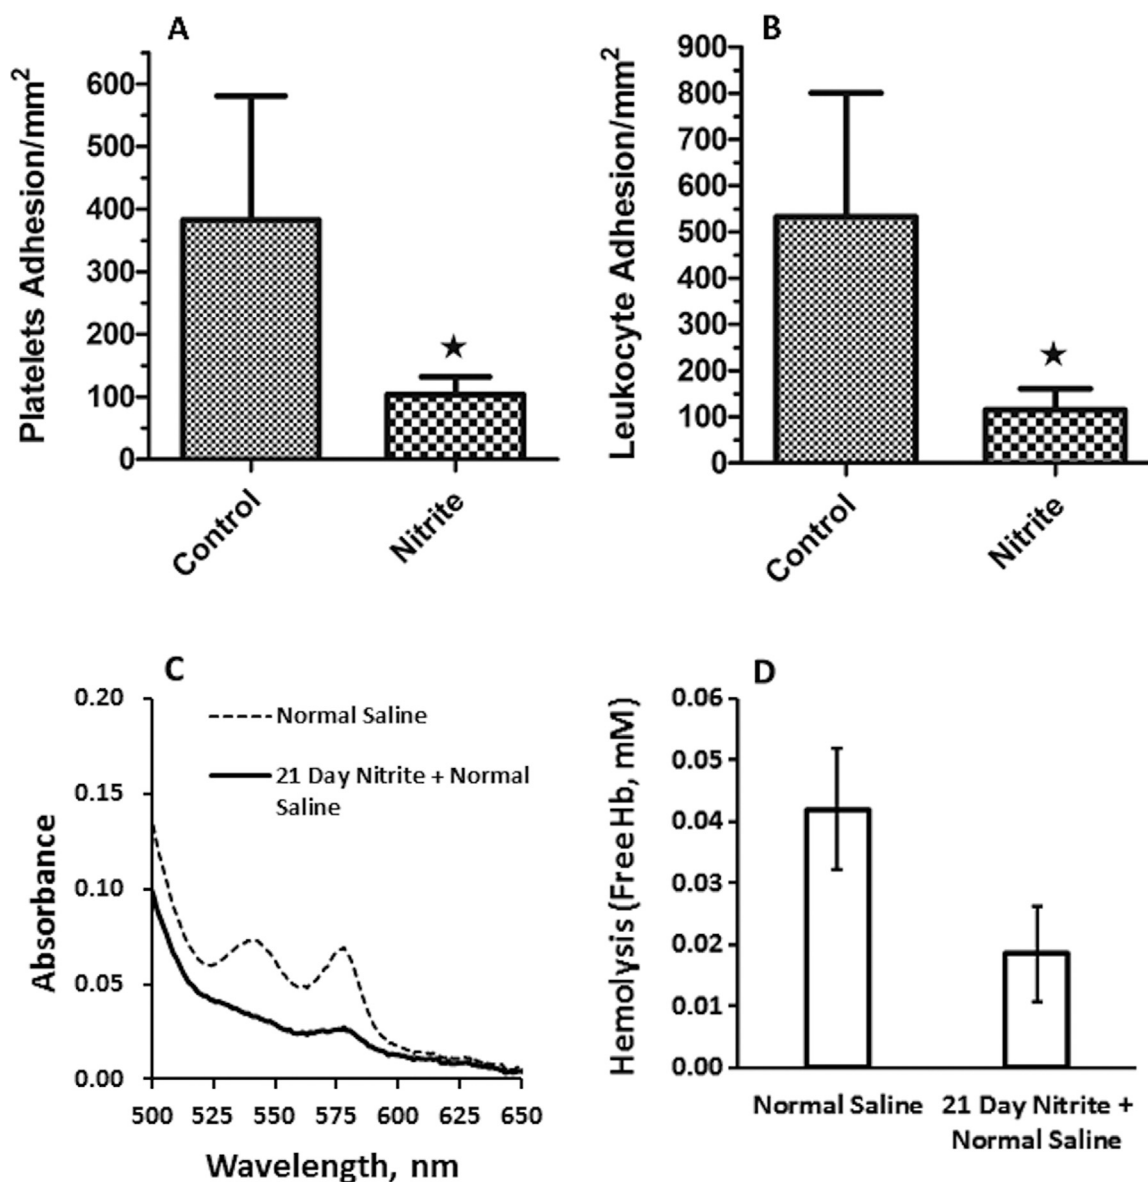 A
Platelets Adhesion/mm2
600
500
400
300
200
100
0
★
Control
Nitrite
B
Leukocyte Adhesion/mm2
900
800
700
600
500
400
300
200
100
0
★
Control
Nitrite
C
Absorbance
0.20
0.15
0.10
0.05
0.00
Normal Saline
21 Day Nitrite + Normal
Saline
500 525 550 575 600 625 650
Wavelength, nm
D
Hemolysis (Free Hb, mM)
0.06
0.05
0.04
0.03
0.02
0.01
0.00
Normal Saline
21 Day Nitrite +
Normal Saline